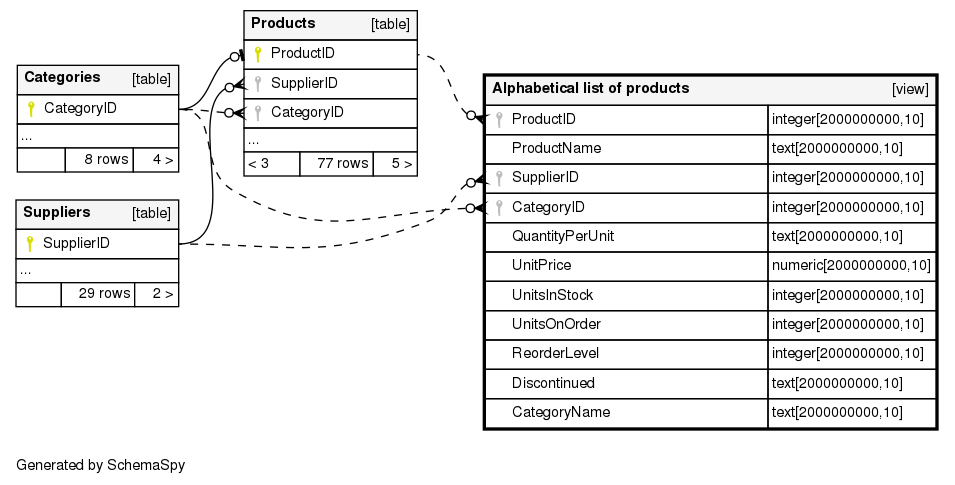 Products [table]
ProductID
SupplierID
CategoryID
...
< 3 77 rows 5 >
Categories [table]
CategoryID
...
8 rows 4 >
Suppliers [table]
SupplierID
...
29 rows 2 >
Alphabetical list of products [view]
ProductID integer[2000000000,10]
ProductName text[2000000000,10]
SupplierID integer[2000000000,10]
CategoryID integer[2000000000,10]
QuantityPerUnit text[2000000000,10]
UnitPrice numeric[2000000000,10]
UnitsInStock integer[2000000000,10]
UnitsOnOrder integer[2000000000,10]
ReorderLevel integer[2000000000,10]
Discontinued text[2000000000,10]
CategoryName text[2000000000,10]
Generated by SchemaSpy